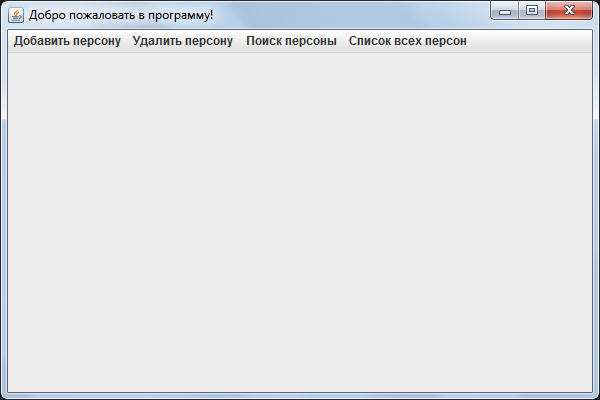 Добро пожаловать в программу!
Добавить персону Удалить персону Поиск персоны Список всех персон